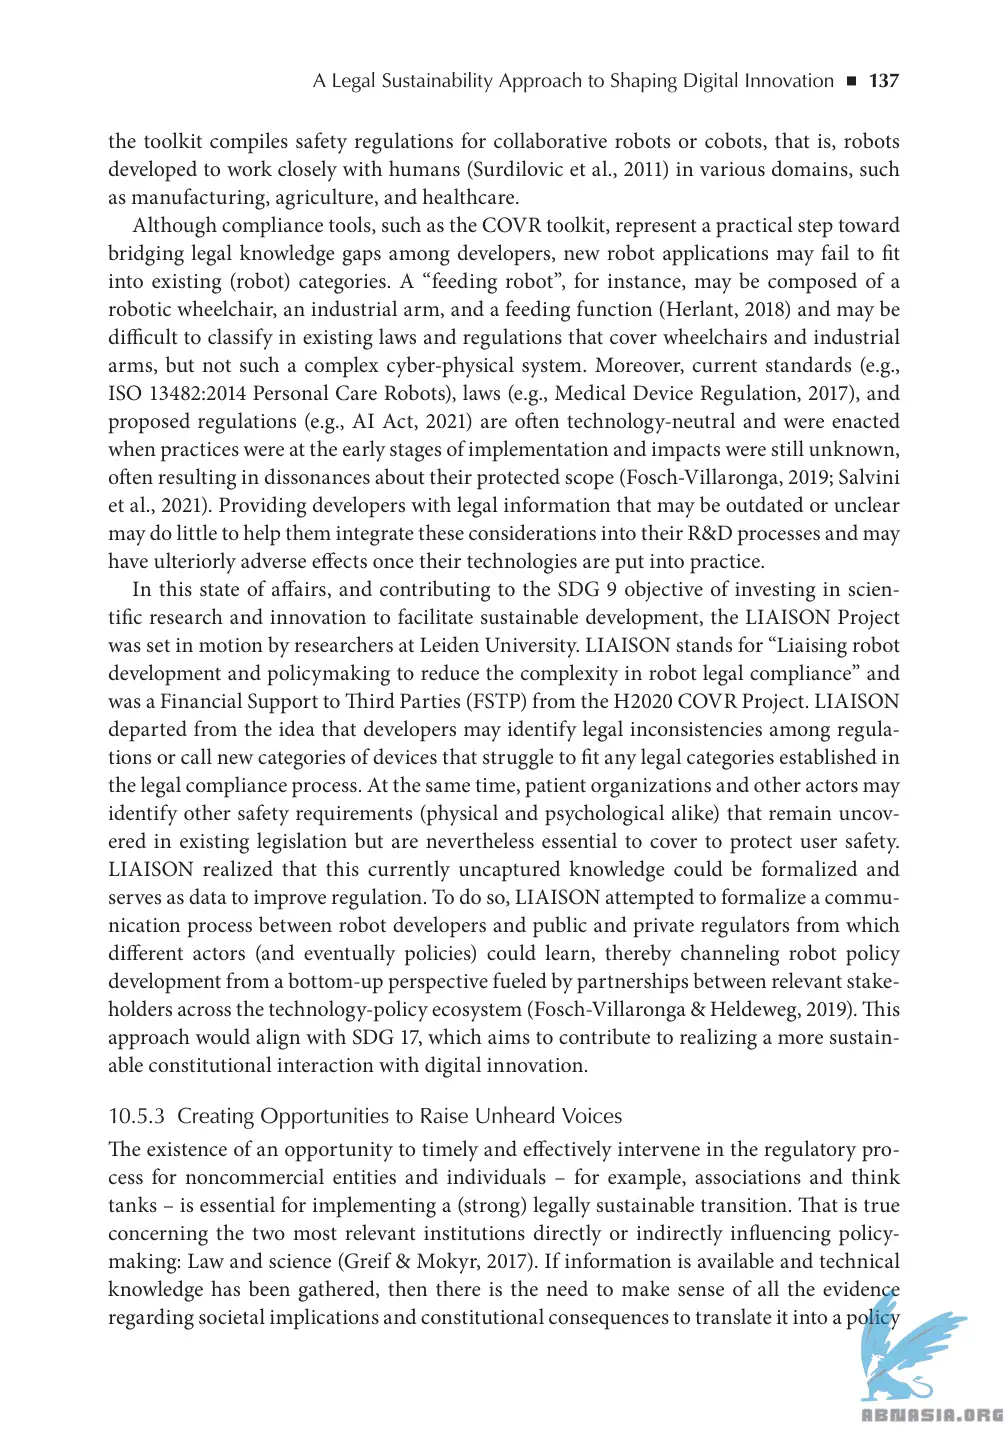 A Legal Sustainability Approach to Shaping Digital Innovation ■ 137
the toolkit compiles safety regulations for collaborative robots or cobots, that is, robots
developed to work closely with humans (Surdilovic et al., 2011) in various domains, such
as manufacturing, agriculture, and healthcare.
Although compliance tools, such as the COVR toolkit, represent a practical step toward
bridging legal knowledge gaps among developers, new robot applications may fail to fit
into existing (robot) categories. A “feeding robot”, for instance, may be composed of a
robotic wheelchair, an industrial arm, and a feeding function (Herlant, 2018) and may be
difficult to classify in existing laws and regulations that cover wheelchairs and industrial
arms, but not such a complex cyber-physical system. Moreover, current standards (e.g.,
ISO 13482:2014 Personal Care Robots), laws (e.g., Medical Device Regulation, 2017), and
proposed regulations (e.g., AI Act, 2021) are often technology-neutral and were enacted
when practices were at the early stages of implementation and impacts were still unknown,
often resulting in dissonances about their protected scope (Fosch-Villaronga, 2019; Salvini
et al., 2021). Providing developers with legal information that may be outdated or unclear
may do little to help them integrate these considerations into their R&D processes and may
have ulteriorly adverse effects once their technologies are put into practice.
In this state of affairs, and contributing to the SDG 9 objective of investing in scien-
tific research and innovation to facilitate sustainable development, the LIAISON Project
was set in motion by researchers at Leiden University. LIAISON stands for “Liaising robot
development and policymaking to reduce the complexity in robot legal compliance” and
was a Financial Support to Third Parties (FSTP) from the H2020 COVR Project. LIAISON
departed from the idea that developers may identify legal inconsistencies among regula-
tions or call new categories of devices that struggle to fit any legal categories established in
the legal compliance process. At the same time, patient organizations and other actors may
identify other safety requirements (physical and psychological alike) that remain uncov-
ered in existing legislation but are nevertheless essential to cover to protect user safety.
LIAISON realized that this currently uncaptured knowledge could be formalized and
serves as data to improve regulation. To do so, LIAISON attempted to formalize a commu-
nication process between robot developers and public and private regulators from which
different actors (and eventually policies) could learn, thereby channeling robot policy
development from a bottom-up perspective fueled by partnerships between relevant stake-
holders across the technology-policy ecosystem (Fosch-Villaronga & Heldeweg, 2019). This
approach would align with SDG 17, which aims to contribute to realizing a more sustain-
able constitutional interaction with digital innovation.
10.5.3 Creating Opportunities to Raise Unheard Voices
The existence of an opportunity to timely and effectively intervene in the regulatory pro-
cess for noncommercial entities and individuals – for example, associations and think
tanks – is essential for implementing a (strong) legally sustainable transition. That is true
concerning the two most relevant institutions directly or indirectly influencing policy-
making: Law and science (Greif & Mokyr, 2017). If information is available and technical
knowledge has been gathered, then there is the need to make sense of all the evidence
regarding societal implications and constitutional consequences to translate it into a policy
ABNASIA.ORG